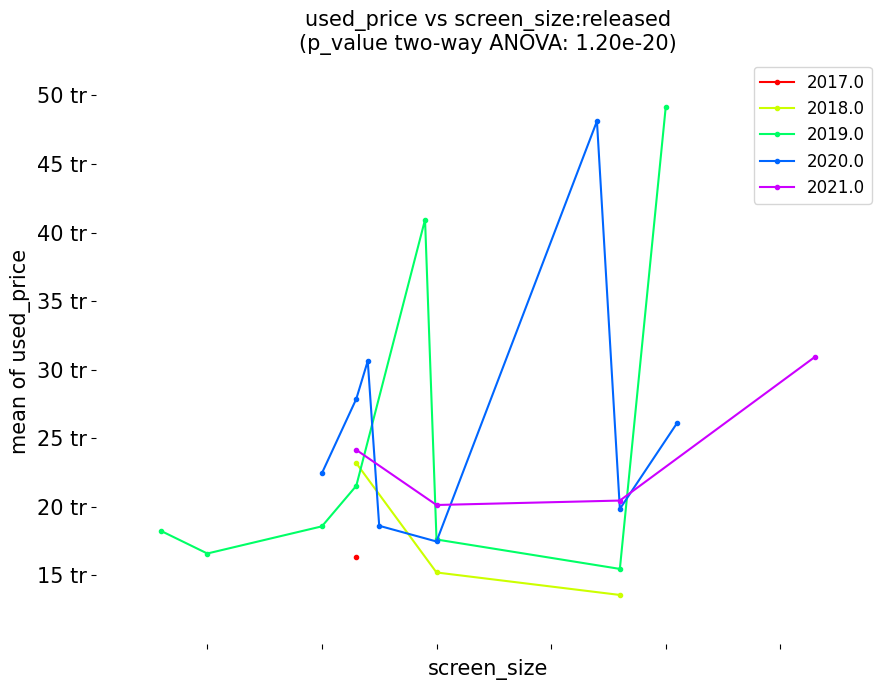 used_price vs screen_size:released
(p_value two-way ANOVA: 1.20e-20)
2017.0
2018.0
2019.0
2020.0
2021.0
50 tr
45 tr
40 tr
35 tr
30 tr
25 tr
20 tr
15 tr
mean of used_price
screen_size